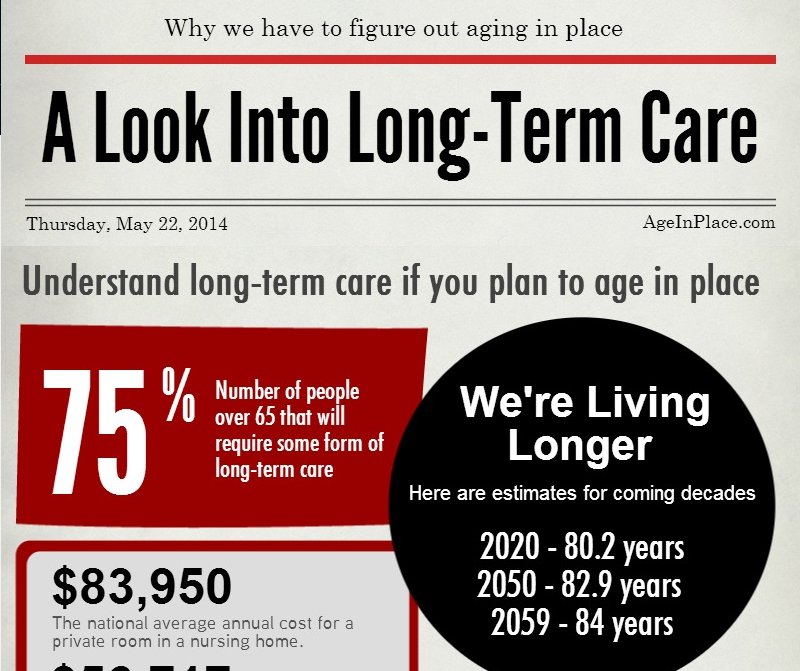 Why we have to figure out aging in place
A Look Into Long-Term Care
Thursday, May 22, 2014
AgeInPlace.com
Understand long-term care if you plan to age in place
75%
Number of people
over 65 that will
require some form of
long-term care
We're Living
Longer
Here are estimates for coming decades
2020 - 80.2 years
2050 - 82.9 years
2059 - 84 years
$83,950
The national average annual cost for a
private room in a nursing home.